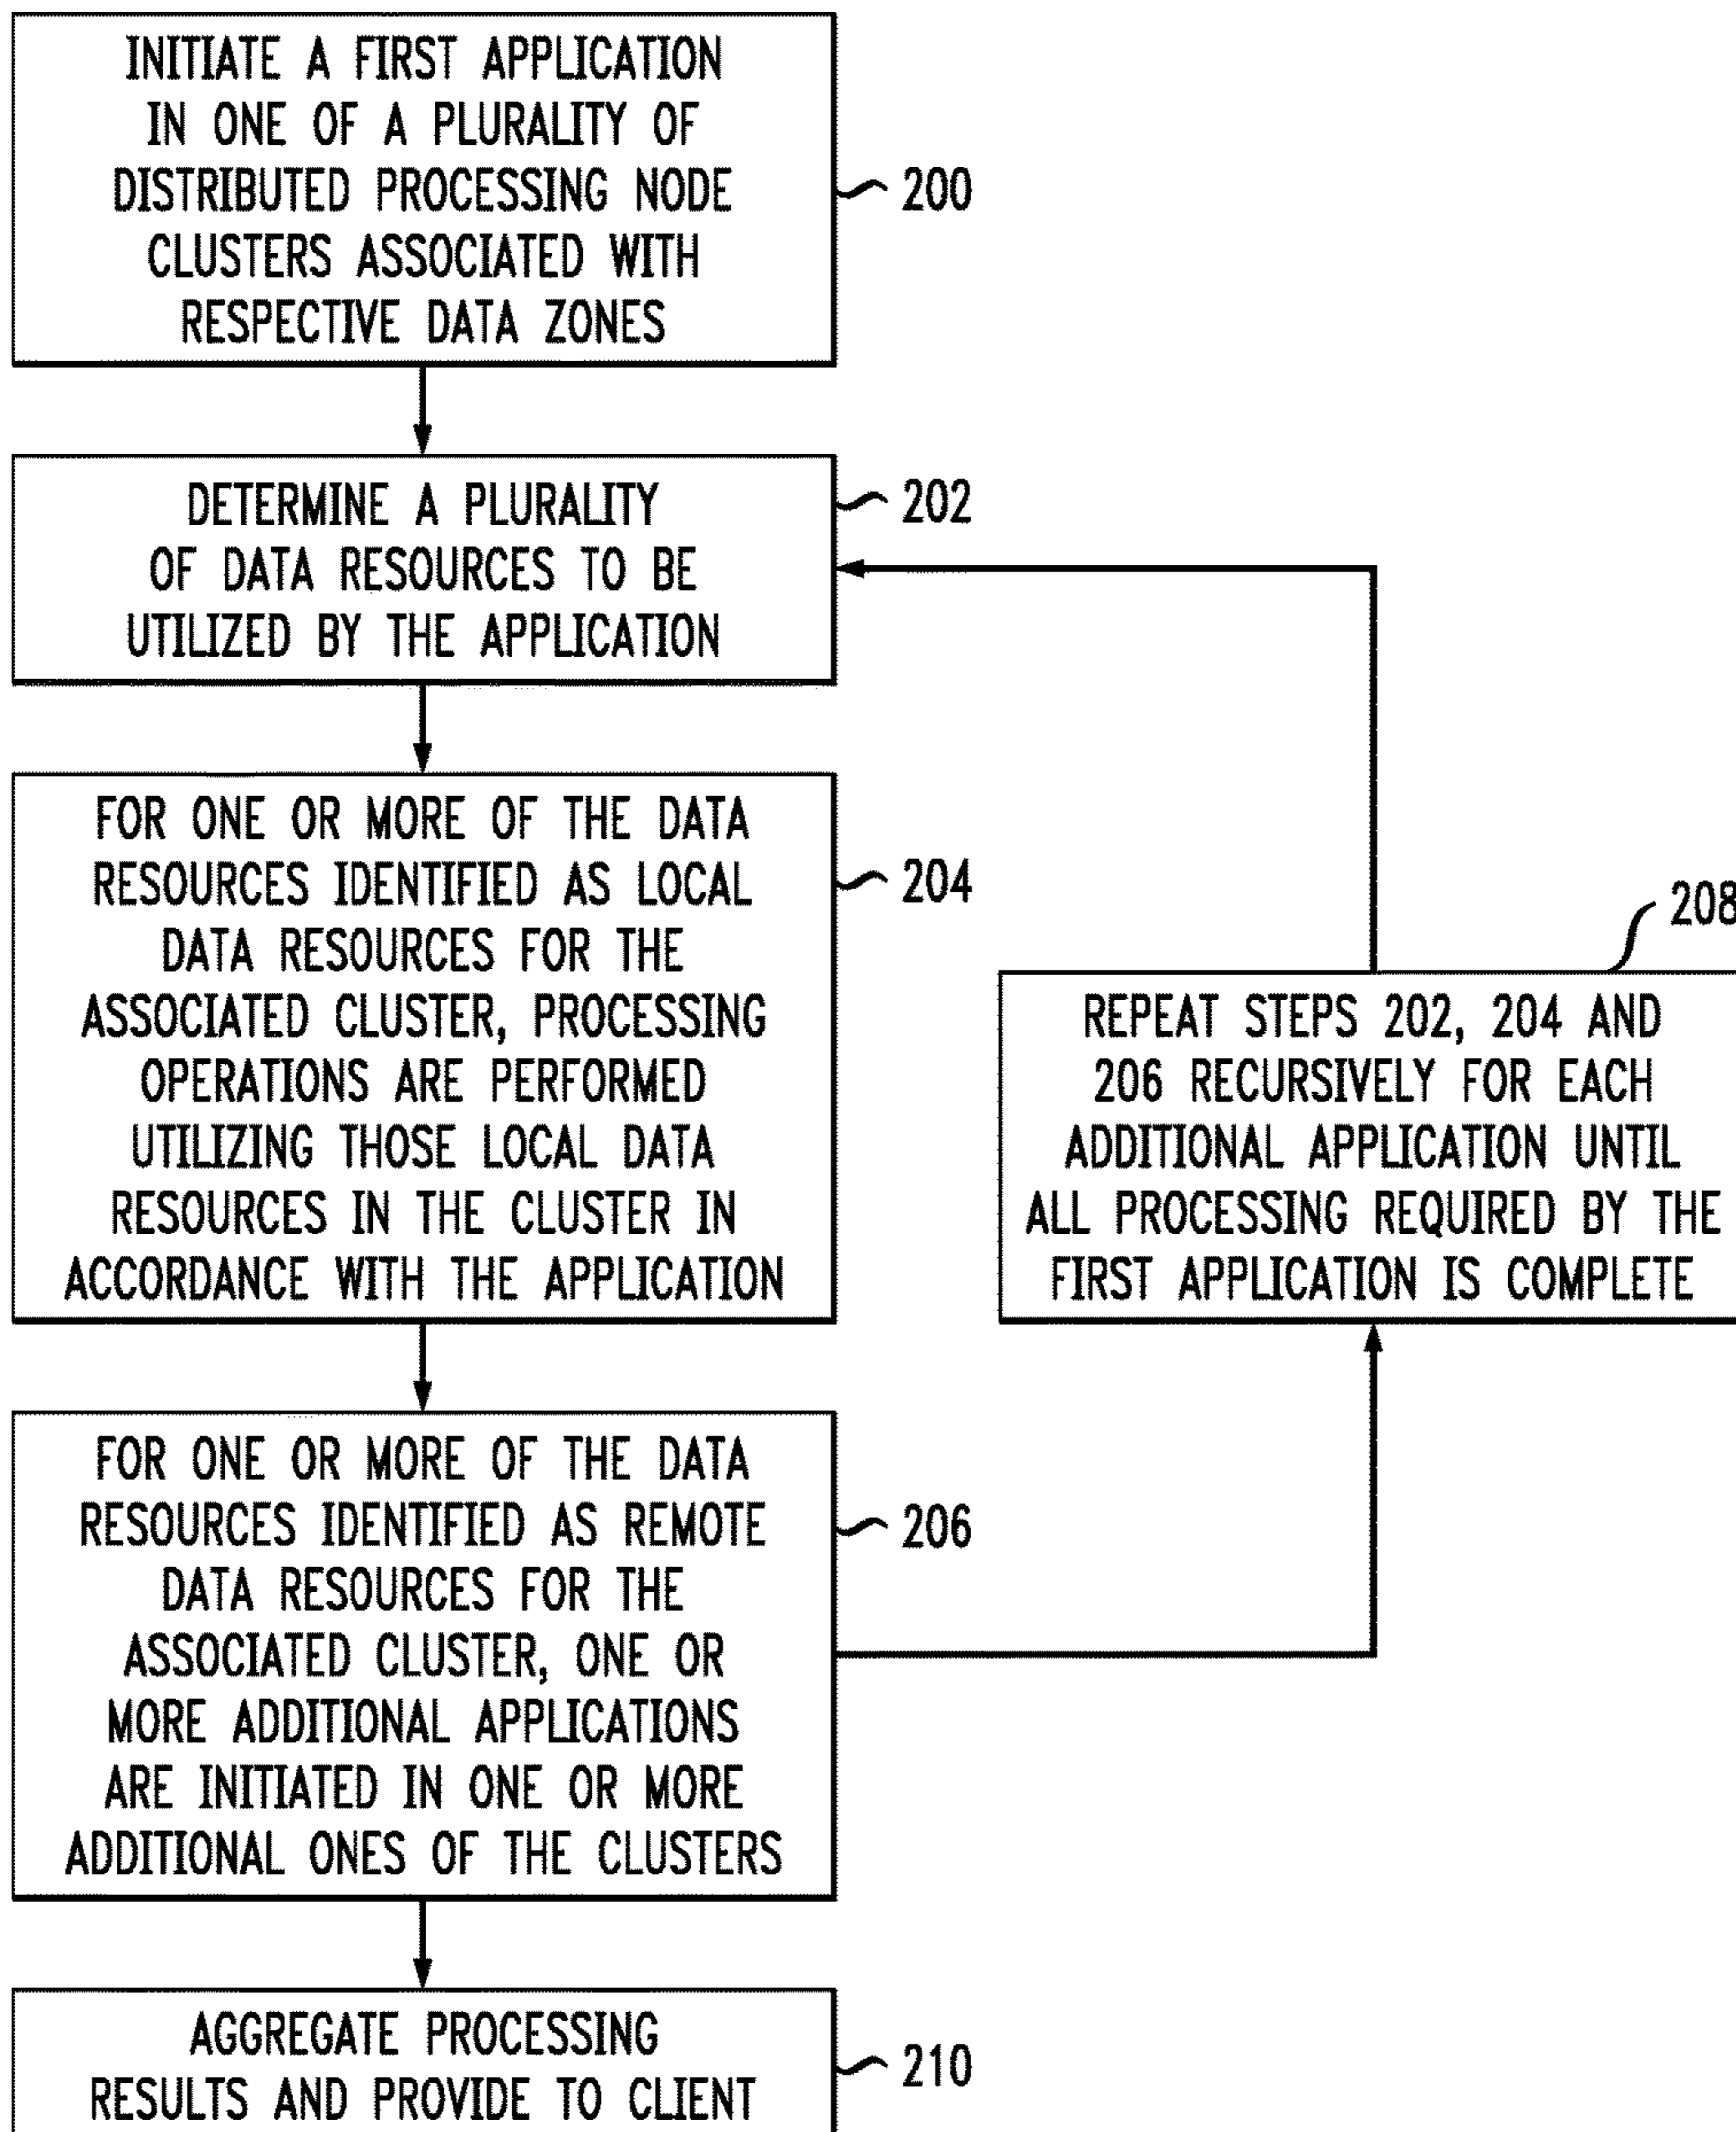 INITIATE A FIRST APPLICATION
IN ONE OF A PLURALITY OF
DISTRIBUTED PROCESSING NODE
CLUSTERS ASSOCIATED WITH
RESPECTIVE DATA ZONES
200
DETERMINE A PLURALITY
OF DATA RESOURCES TO BE
UTILIZED BY THE APPLICATION
202
FOR ONE OR MORE OF THE DATA
RESOURCES IDENTIFIED AS LOCAL
DATA RESOURCES FOR THE
ASSOCIATED CLUSTER, PROCESSING
OPERATIONS ARE PERFORMED
UTILIZING THOSE LOCAL DATA
RESOURCES IN THE CLUSTER IN
ACCORDANCE WITH THE APPLICATION
204
208
REPEAT STEPS 202, 204 AND
206 RECURSIVELY FOR EACH
ADDITIONAL APPLICATION UNTIL
ALL PROCESSING REQUIRED BY THE
FIRST APPLICATION IS COMPLETE
FOR ONE OR MORE OF THE DATA
RESOURCES IDENTIFIED AS REMOTE
DATA RESOURCES FOR THE
ASSOCIATED CLUSTER, ONE OR
MORE ADDITIONAL APPLICATIONS
ARE INITIATED IN ONE OR MORE
ADDITIONAL ONES OF THE CLUSTERS
206
AGGREGATE PROCESSING
RESULTS AND PROVIDE TO CLIENT
210